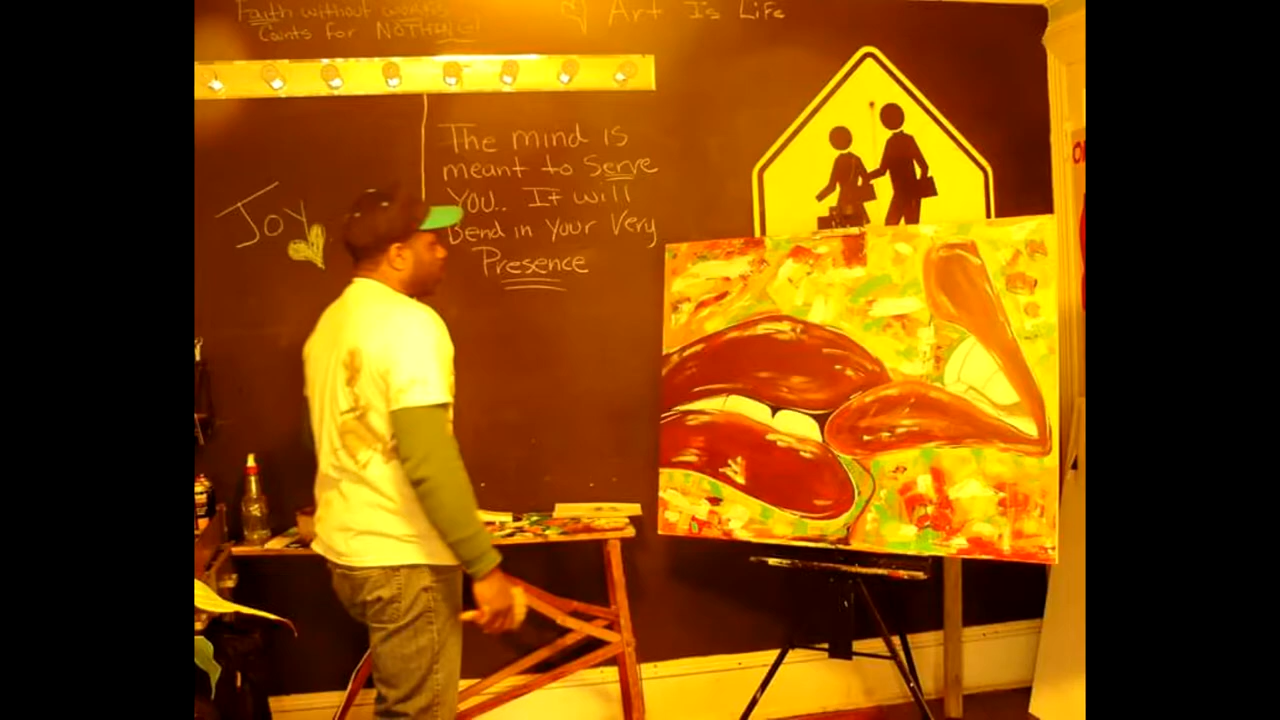 Faith without works
Counts for NOTHING!
Art Is Life
Joy
The mind is
meant to Serve
YOU.. It will
bend in Your Very
Presence